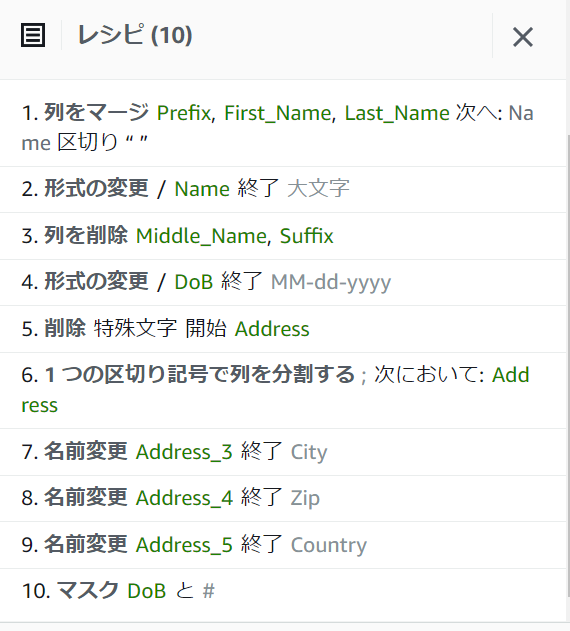 レシピ (10)
1. 列をマージ Prefix, First_Name, Last_Name 次へ: Na
me 区切り “ ”
2. 形式の変更 / Name 終了 大文字
3. 列を削除 Middle_Name, Suffix
4. 形式の変更 / DoB 終了 MM-dd-yyyy
5. 削除 特殊文字 開始 Address
6. 1 つの区切り記号で列を分割する ; 次において: Add
ress
7. 名前変更 Address_3 終了 City
8. 名前変更 Address_4 終了 Zip
9. 名前変更 Address_5 終了 Country
10. マスク DoB と #